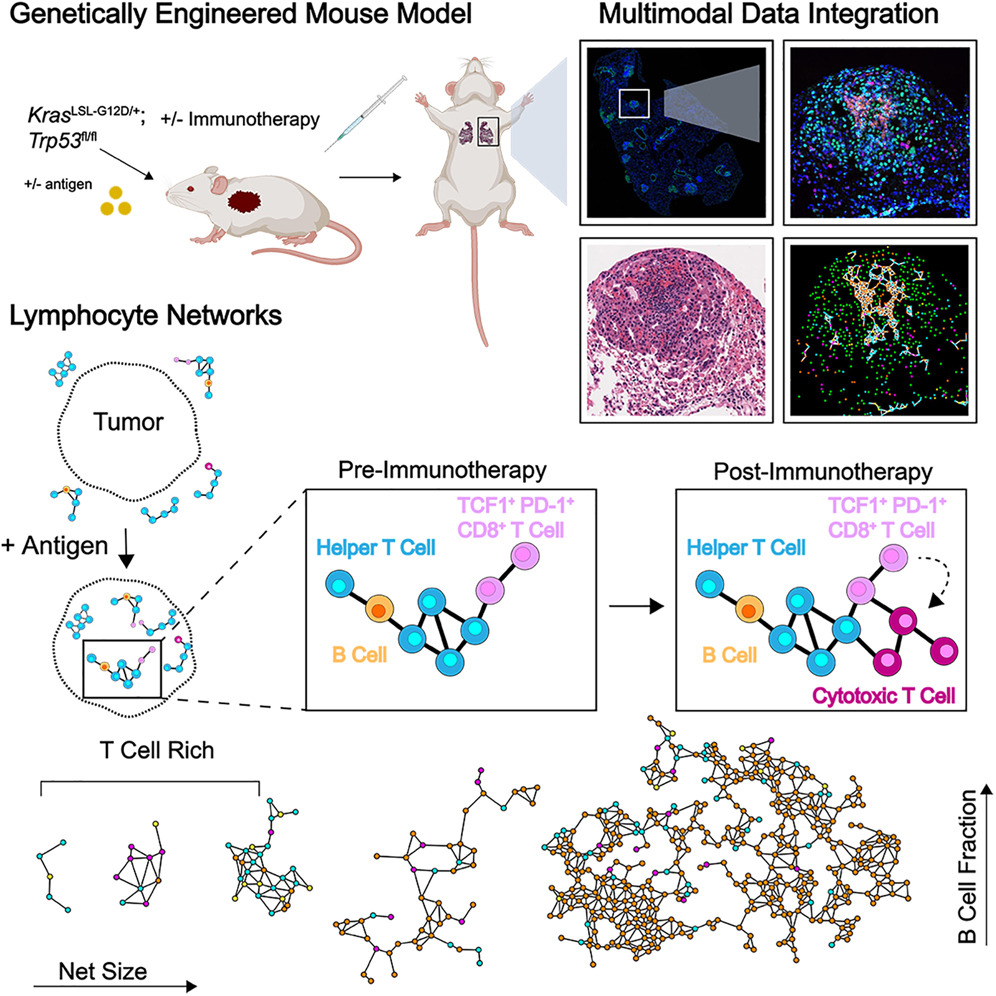 Genetically Engineered Mouse Model
Multimodal Data Integration
Kras^LSL-G12D/+;
Trp53^fl/fl
+/- Immunotherapy
+/- antigen
Lymphocyte Networks
Tumor
+ Antigen
Pre-Immunotherapy
TCF1⁺ PD-1⁺
CD8⁺ T Cell
Helper T Cell
B Cell
Post-Immunotherapy
TCF1⁺ PD-1⁺
CD8⁺ T Cell
Helper T Cell
B Cell
Cytotoxic T Cell
T Cell Rich
Net Size
B Cell Fraction